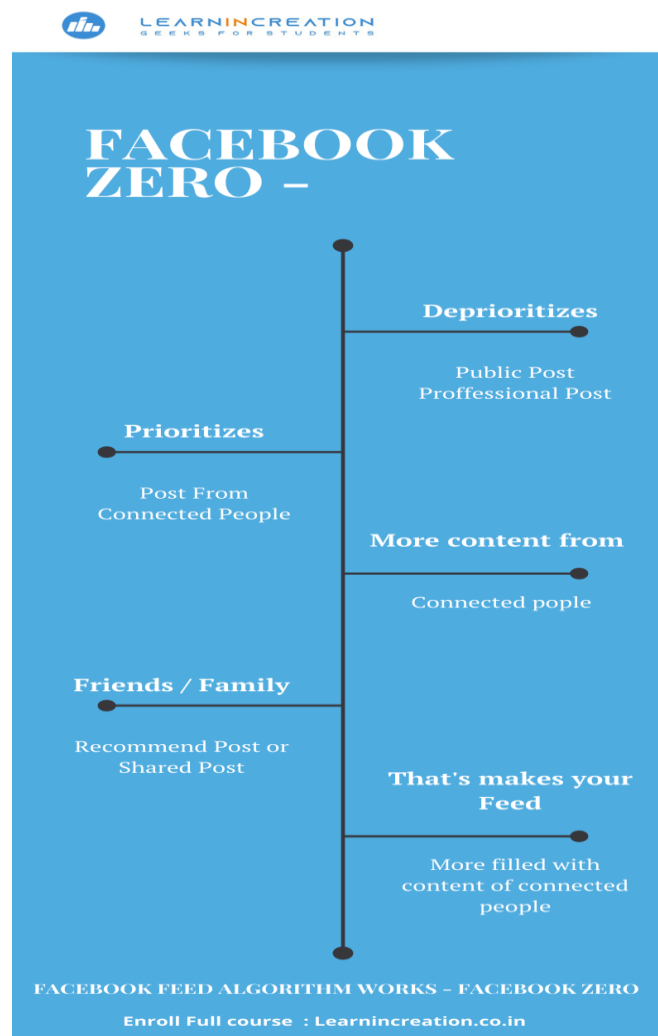 LEARNINCREATION
GEEKS FOR STUDENTS
FACEBOOK
ZERO –
Deprioritizes
Public Post
Proffessional Post
Prioritizes
Post From
Connected People
More content from
Connected pople
Friends / Family
Recommend Post or
Shared Post
That's makes your
Feed
More filled with
content of connected
people
FACEBOOK FEED ALGORITHM WORKS – FACEBOOK ZERO
Enroll Full course : Learnincreation.co.in